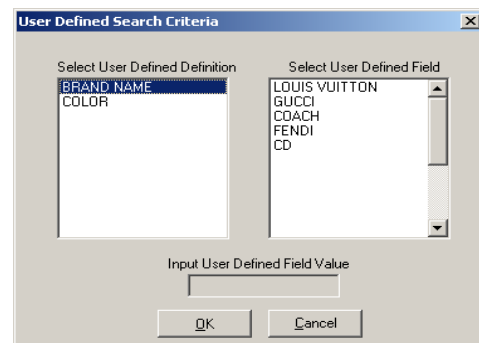 User Defined Search Criteria
Select User Defined Definition
BRAND NAME
COLOR
Select User Defined Field
LOUIS VUITTON
GUCCI
COACH
FENDI
CD
Input User Defined Field Value
OK
Cancel